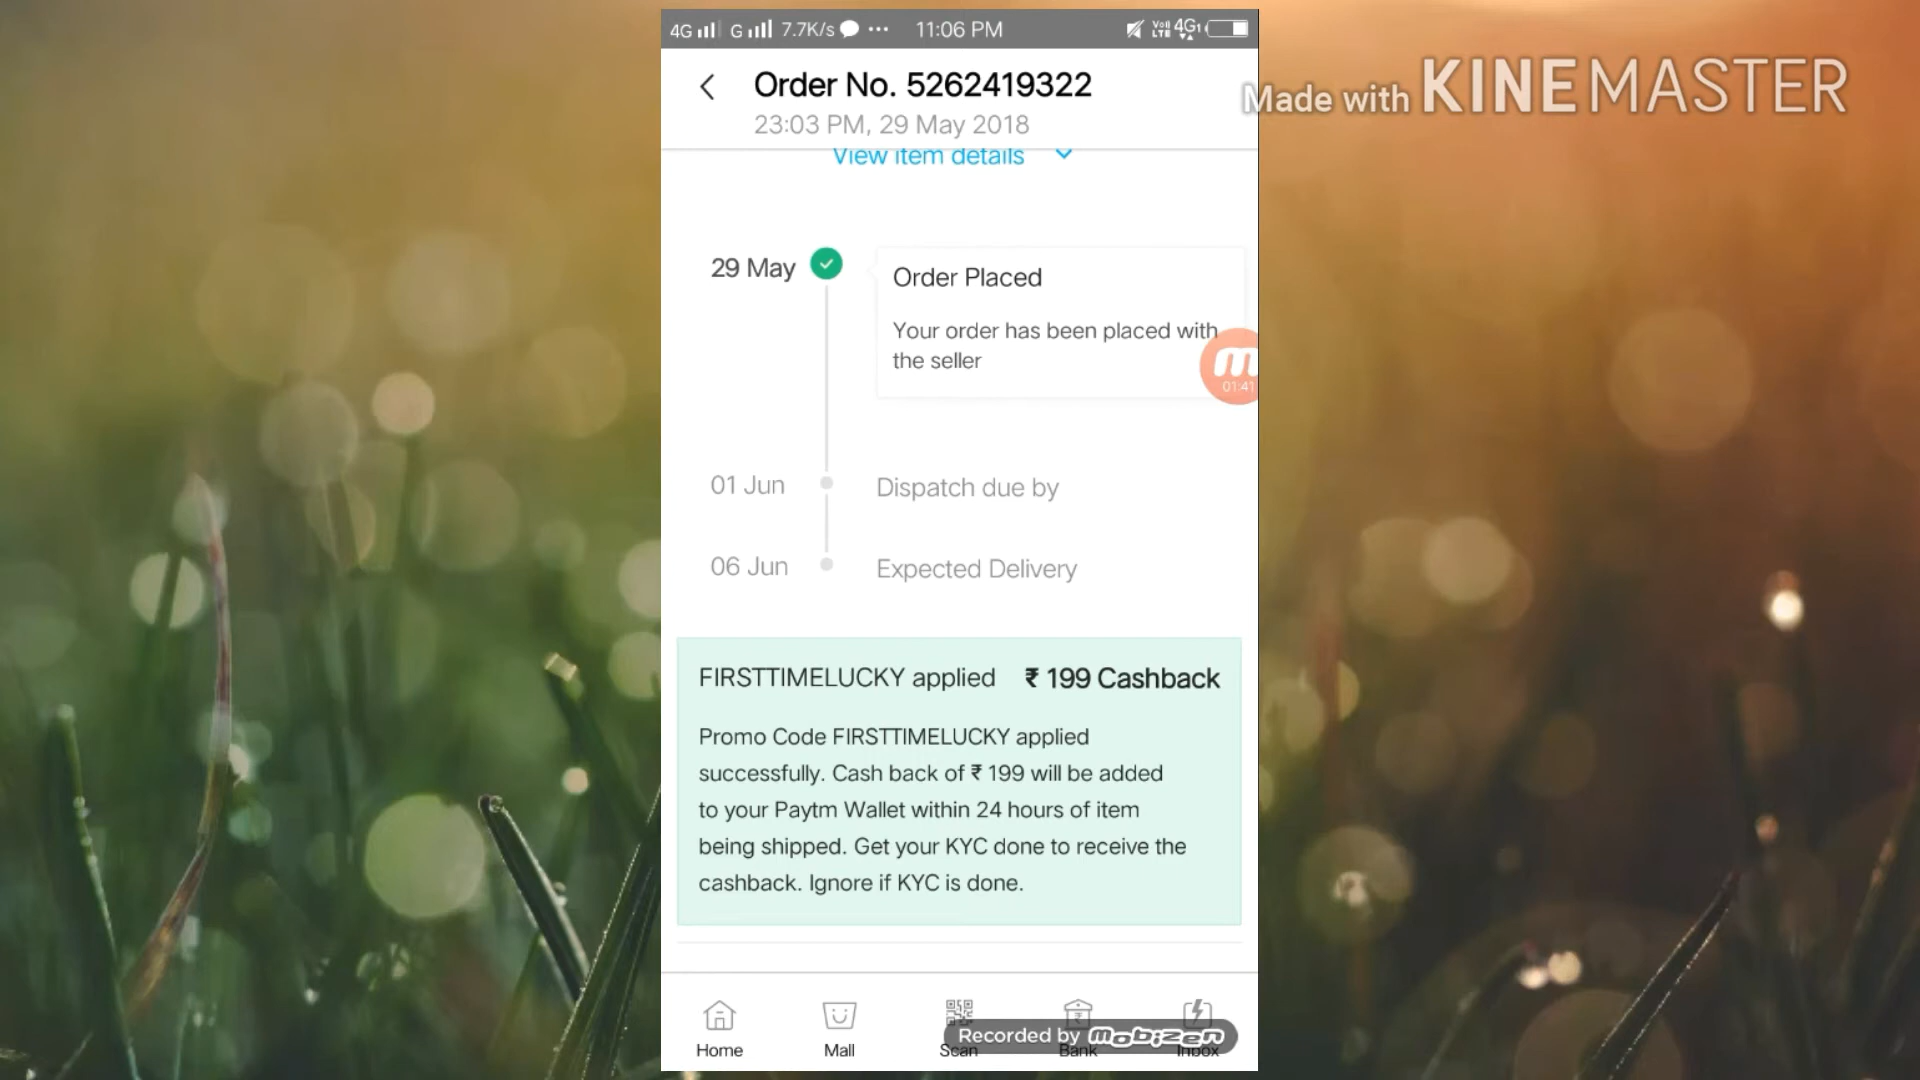 4G G 7.7K/s 11:06 PM VoLTE 4G
Order No. 5262419322
23:03 PM, 29 May 2018
Made with KINEMASTER
View item details
29 May
Order Placed
Your order has been placed with
the seller
01:41
01 Jun
Dispatch due by
06 Jun
Expected Delivery
FIRSTTIMELUCKY applied ₹ 199 Cashback
Promo Code FIRSTTIMELUCKY applied
successfully. Cash back of ₹ 199 will be added
to your Paytm Wallet within 24 hours of item
being shipped. Get your KYC done to receive the
cashback. Ignore if KYC is done.
Recorded by mobizen
Home Mall Scan Bank Inbox